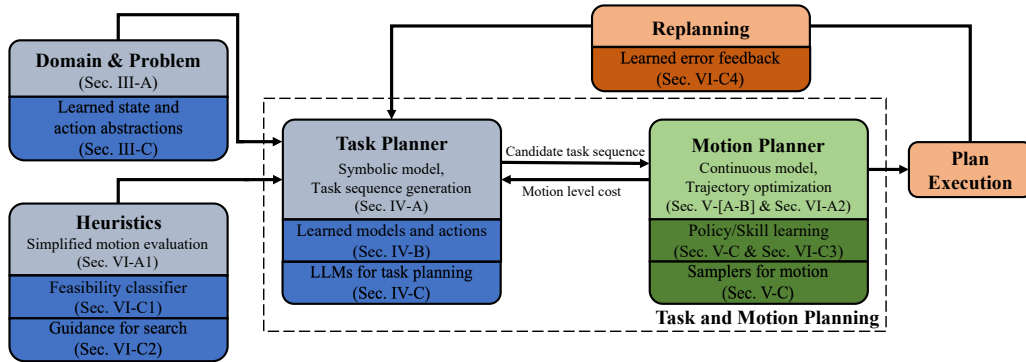 Domain & Problem
(Sec. III-A)
Learned state and
action abstractions
(Sec. III-C)
Heuristics
Simplified motion evaluation
(Sec. VI-A1)
Feasibility classifier
(Sec. VI-C1)
Guidance for search
(Sec. VI-C2)
Replanning
Learned error feedback
(Sec. VI-C4)
Task Planner
Symbolic model,
Task sequence generation
(Sec. IV-A)
Learned models and actions
(Sec. IV-B)
LLMs for task planning
(Sec. IV-C)
Candidate task sequence
Motion level cost
Motion Planner
Continuous model,
Trajectory optimization
(Sec. V-[A-B] & Sec. VI-A2)
Policy/Skill learning
(Sec. V-C & Sec. VI-C3)
Samplers for motion
(Sec. V-C)
Task and Motion Planning
Plan
Execution